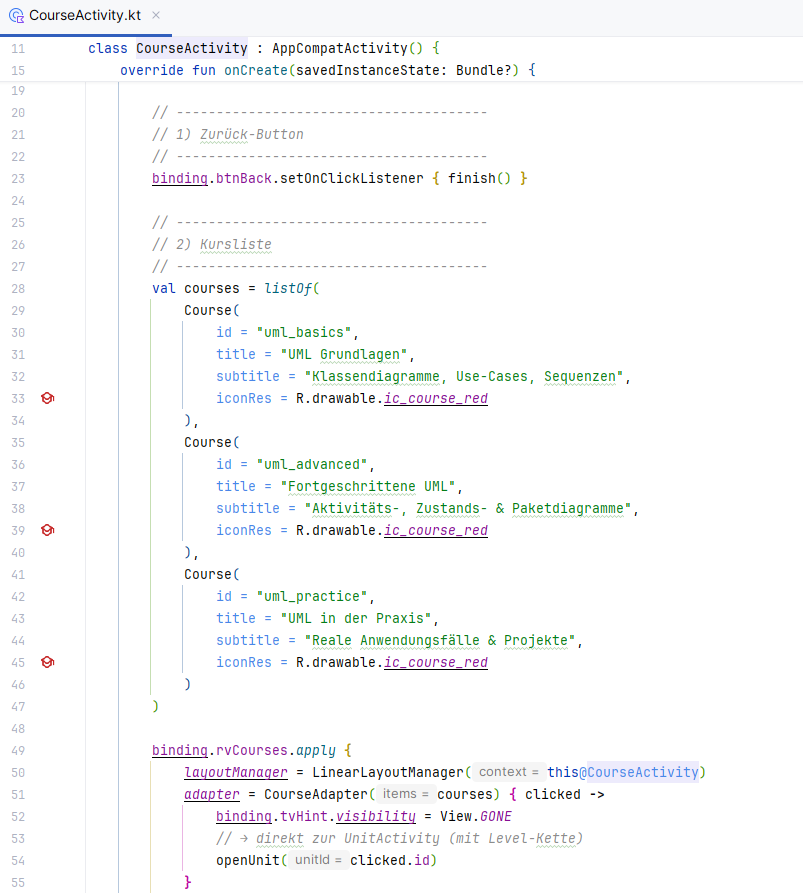 CourseActivity.kt ×
11 class CourseActivity : AppCompatActivity() {
15 override fun onCreate(savedInstanceState: Bundle?) {
19
20 // ---------------------------------------
21 // 1) Zurück-Button
22 // ---------------------------------------
23 binding.btnBack.setOnClickListener { finish() }
24
25 // ---------------------------------------
26 // 2) Kursliste
27 // ---------------------------------------
28 val courses = listOf(
29 Course(
30 id = "uml_basics",
31 title = "UML Grundlagen",
32 subtitle = "Klassendiagramme, Use-Cases, Sequenzen",
33 iconRes = R.drawable.ic_course_red
34 ),
35 Course(
36 id = "uml_advanced",
37 title = "Fortgeschrittene UML",
38 subtitle = "Aktivitäts-, Zustands- & Paketdiagramme",
39 iconRes = R.drawable.ic_course_red
40 ),
41 Course(
42 id = "uml_practice",
43 title = "UML in der Praxis",
44 subtitle = "Reale Anwendungsfälle & Projekte",
45 iconRes = R.drawable.ic_course_red
46 )
47 )
48
49 binding.rvCourses.apply {
50 layoutManager = LinearLayoutManager( context = this@CourseActivity)
51 adapter = CourseAdapter( items = courses) { clicked ->
52 binding.tvHint.visibility = View.GONE
53 // → direkt zur UnitActivity (mit Level-Kette)
54 openUnit( unitId = clicked.id)
55 }